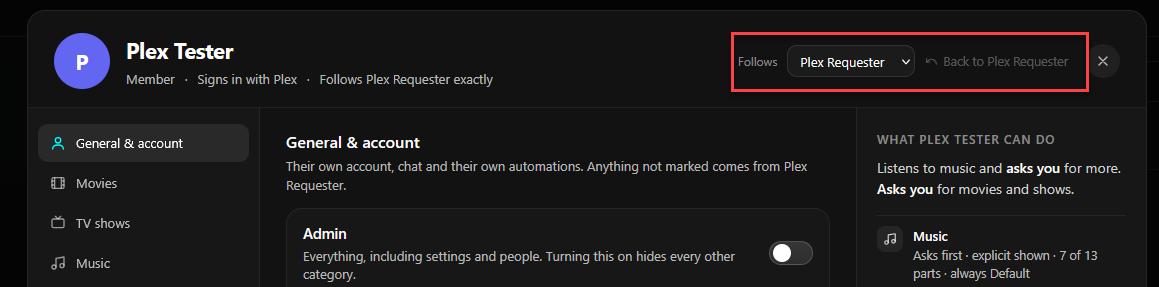 P
Plex Tester
Member · Signs in with Plex · Follows Plex Requester exactly
Follows
Plex Requester
Back to Plex Requester
General & account
Movies
TV shows
Music
General & account
Their own account, chat and their own automations. Anything not marked comes from Plex
Requester.
Admin
Everything, including settings and people. Turning this on hides every other
category.
WHAT PLEX TESTER CAN DO
Listens to music and asks you for more.
Asks you for movies and shows.
Music
Asks first · explicit shown · 7 of 13
parts · always Default